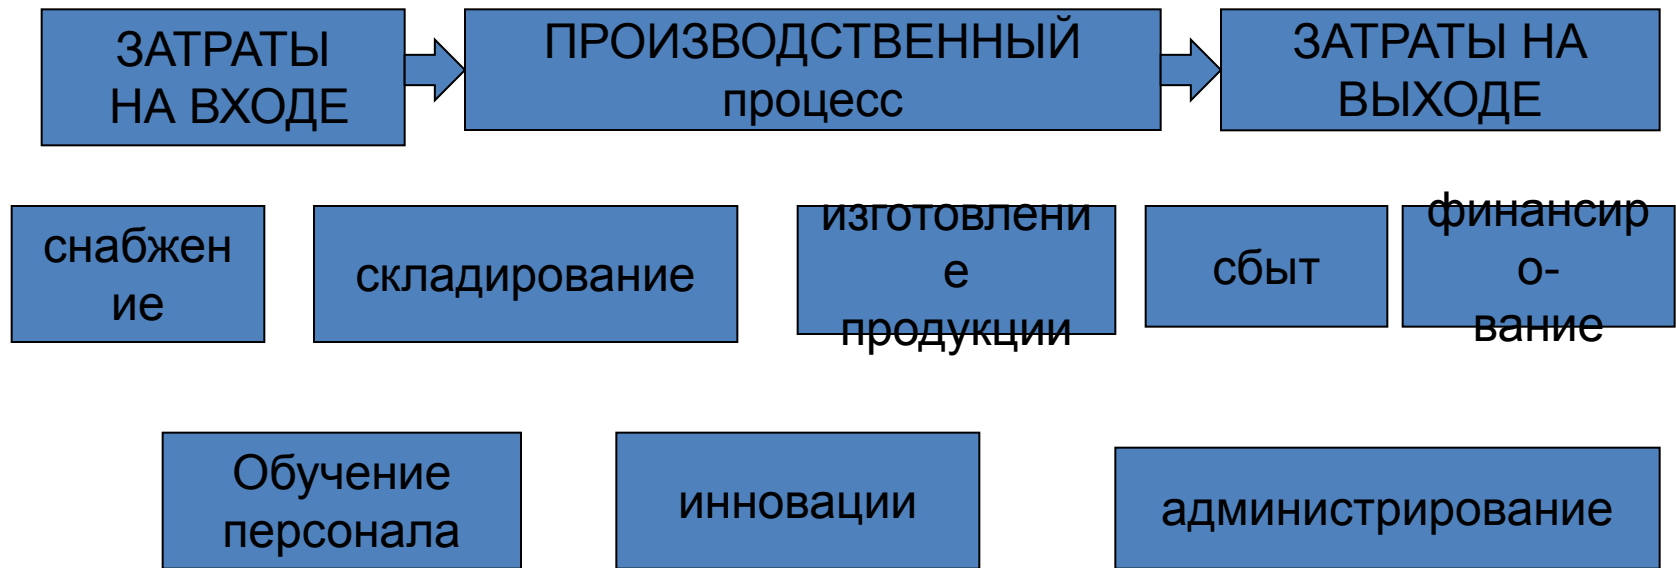 ЗАТРАТЫ
НА ВХОДЕ
ПРОИЗВОДСТВЕННЫЙ
процесс
ЗАТРАТЫ НА
ВЫХОДЕ
снабжен
ие
складирование
изготовлени
е
продукции
сбыт
финансир
о-
вание
Обучение
персонала
инновации
администрирование